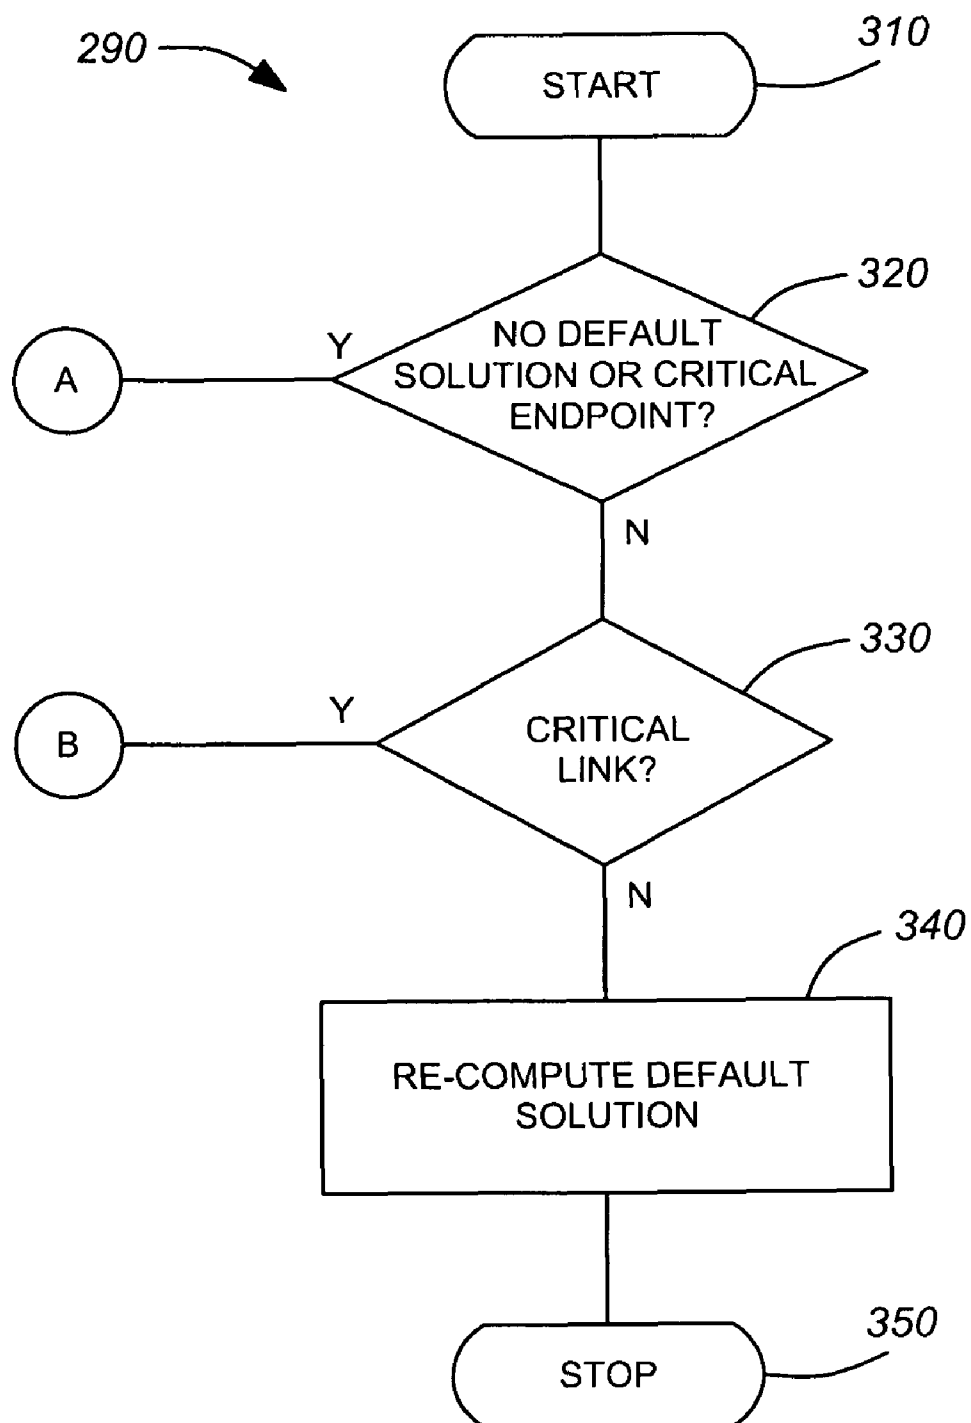 290
310
START
320
Y
NO DEFAULT
SOLUTION OR CRITICAL
ENDPOINT?
A
N
330
Y
CRITICAL
LINK?
B
N
340
RE-COMPUTE DEFAULT
SOLUTION
350
STOP